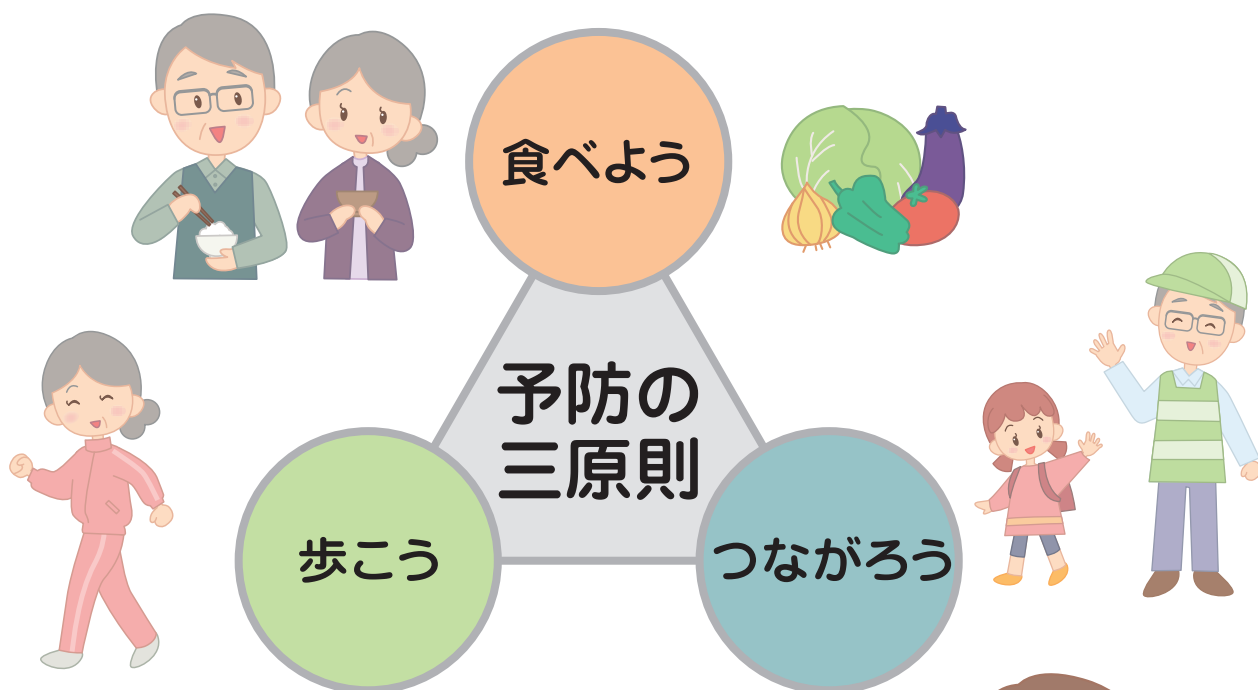 食べよう
予防の
三原則
歩こう
つながろう